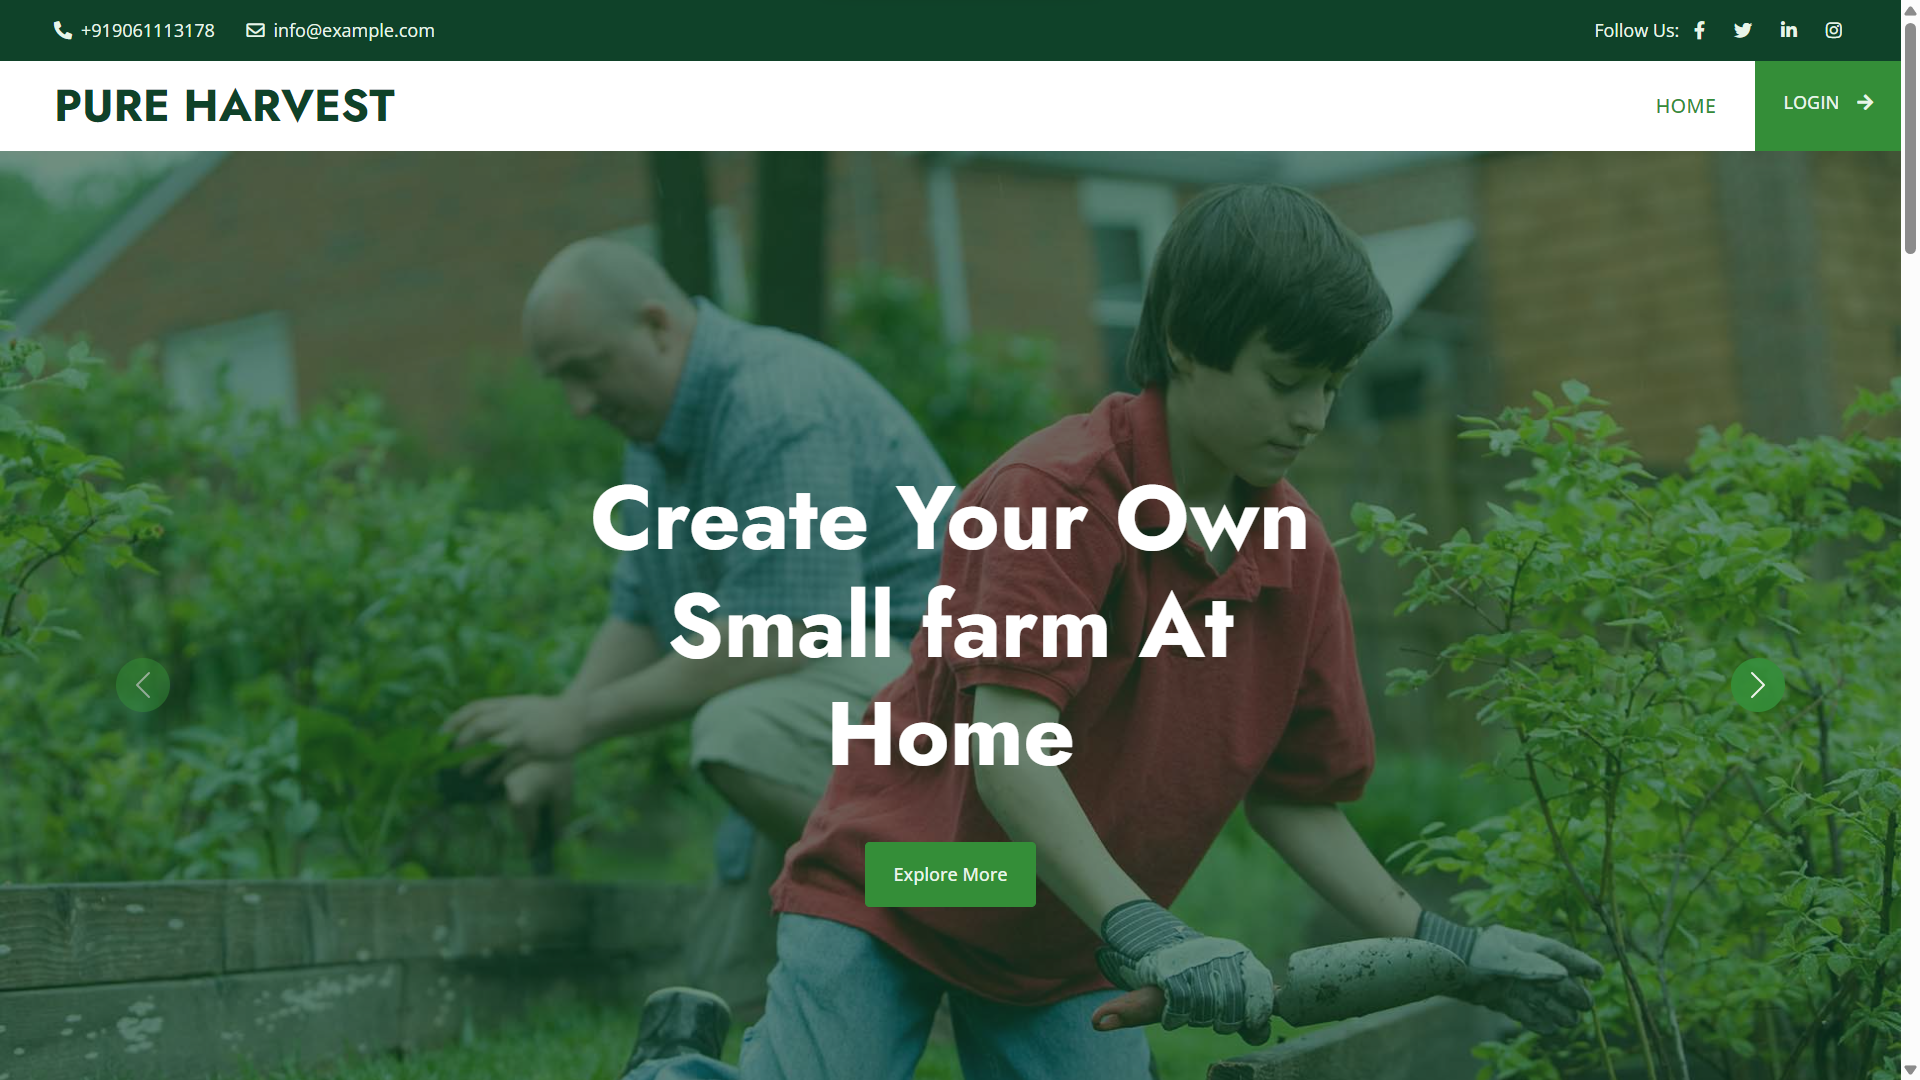 +919061113178 info@example.com Follow Us:
PURE HARVEST HOME LOGIN
Create Your Own
Small farm At
Home
Explore More